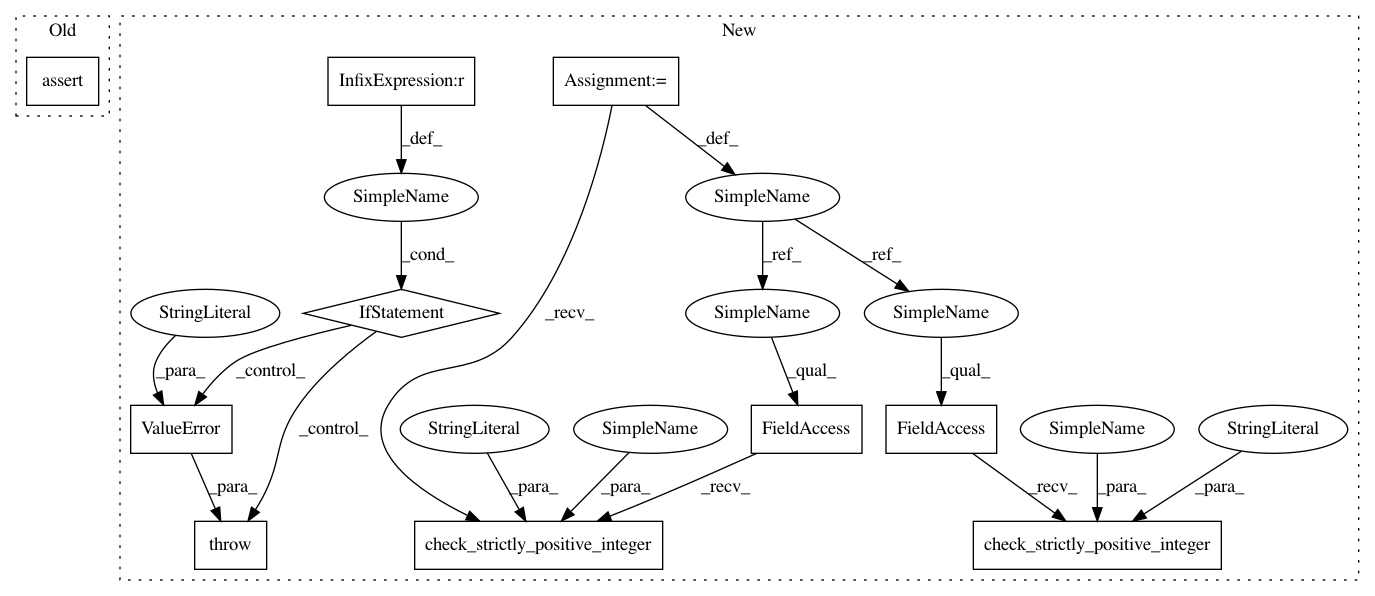 Old
New
assert
InfixExpression:r
Assignment:=
_def_
_def_
SimpleName
SimpleName
_cond_
_ref_
_ref_
StringLiteral
IfStatement
_recv_
SimpleName
SimpleName
_para_
_control_
_qual_
_qual_
ValueError
_control_
StringLiteral
SimpleName
FieldAccess
FieldAccess
SimpleName
StringLiteral
_para_
_para_
_para_
_recv_
_recv_
_para_
_para_
throw
check_strictly_positive_integer
check_strictly_positive_integer